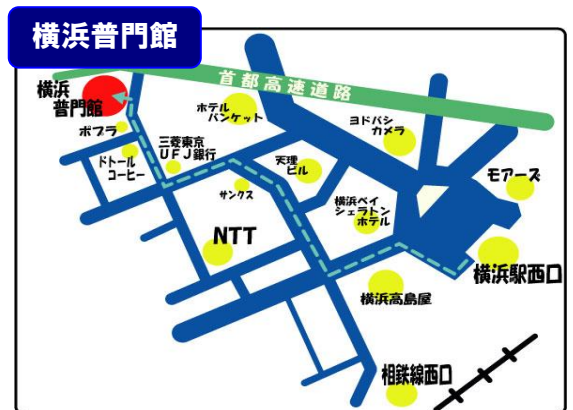 横浜普門館
首都高速道路
横浜
普門館
ホテル
バンケット
ヨドバシ
カメラ
ポプラ
三菱東京
UFJ銀行
ドトール
コーヒー
天理
ビル
モアーズ
サンクス
横浜ベイ
シェラトン
ホテル
NTT
横浜駅西口
横浜高島屋
相鉄線西口